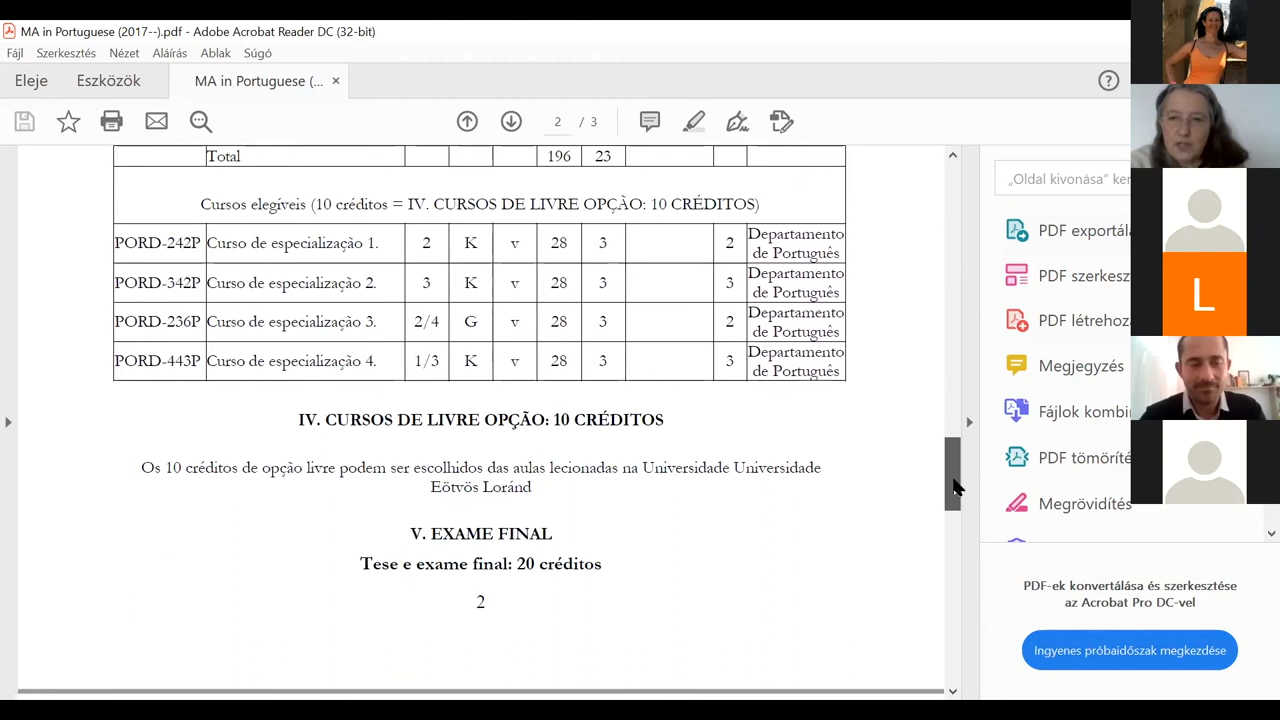 MA in Portuguese (2017--).pdf - Adobe Acrobat Reader DC (32-bit)
Fájl Szerkesztés Nézet Aláírás Ablak Súgó
Eleje Eszközök MA in Portuguese (... ×
2 / 3
Total 196 23
Cursos elegíveis (10 créditos = IV. CURSOS DE LIVRE OPÇÃO: 10 CRÉDITOS)
PORD-242P Curso de especialização 1. 2 K v 28 3 2 Departamento de Português
PORD-342P Curso de especialização 2. 3 K v 28 3 3 Departamento de Português
PORD-236P Curso de especialização 3. 2/4 G v 28 3 2 Departamento de Português
PORD-443P Curso de especialização 4. 1/3 K v 28 3 3 Departamento de Português
IV. CURSOS DE LIVRE OPÇÃO: 10 CRÉDITOS
Os 10 créditos de opção livre podem ser escolhidos das aulas lecionadas na Universidade Universidade
Eötvös Loránd
V. EXAME FINAL
Tese e exame final: 20 créditos
2
„Oldal kivonása” ker
PDF exportál
PDF szerkesz
PDF létrehoz
Megjegyzés
Fájlok kombi
PDF tömöríté
Megrövidítés
PDF-ek konvertálása és szerkesztése
az Acrobat Pro DC-vel
Ingyenes próbaidőszak megkezdése
L